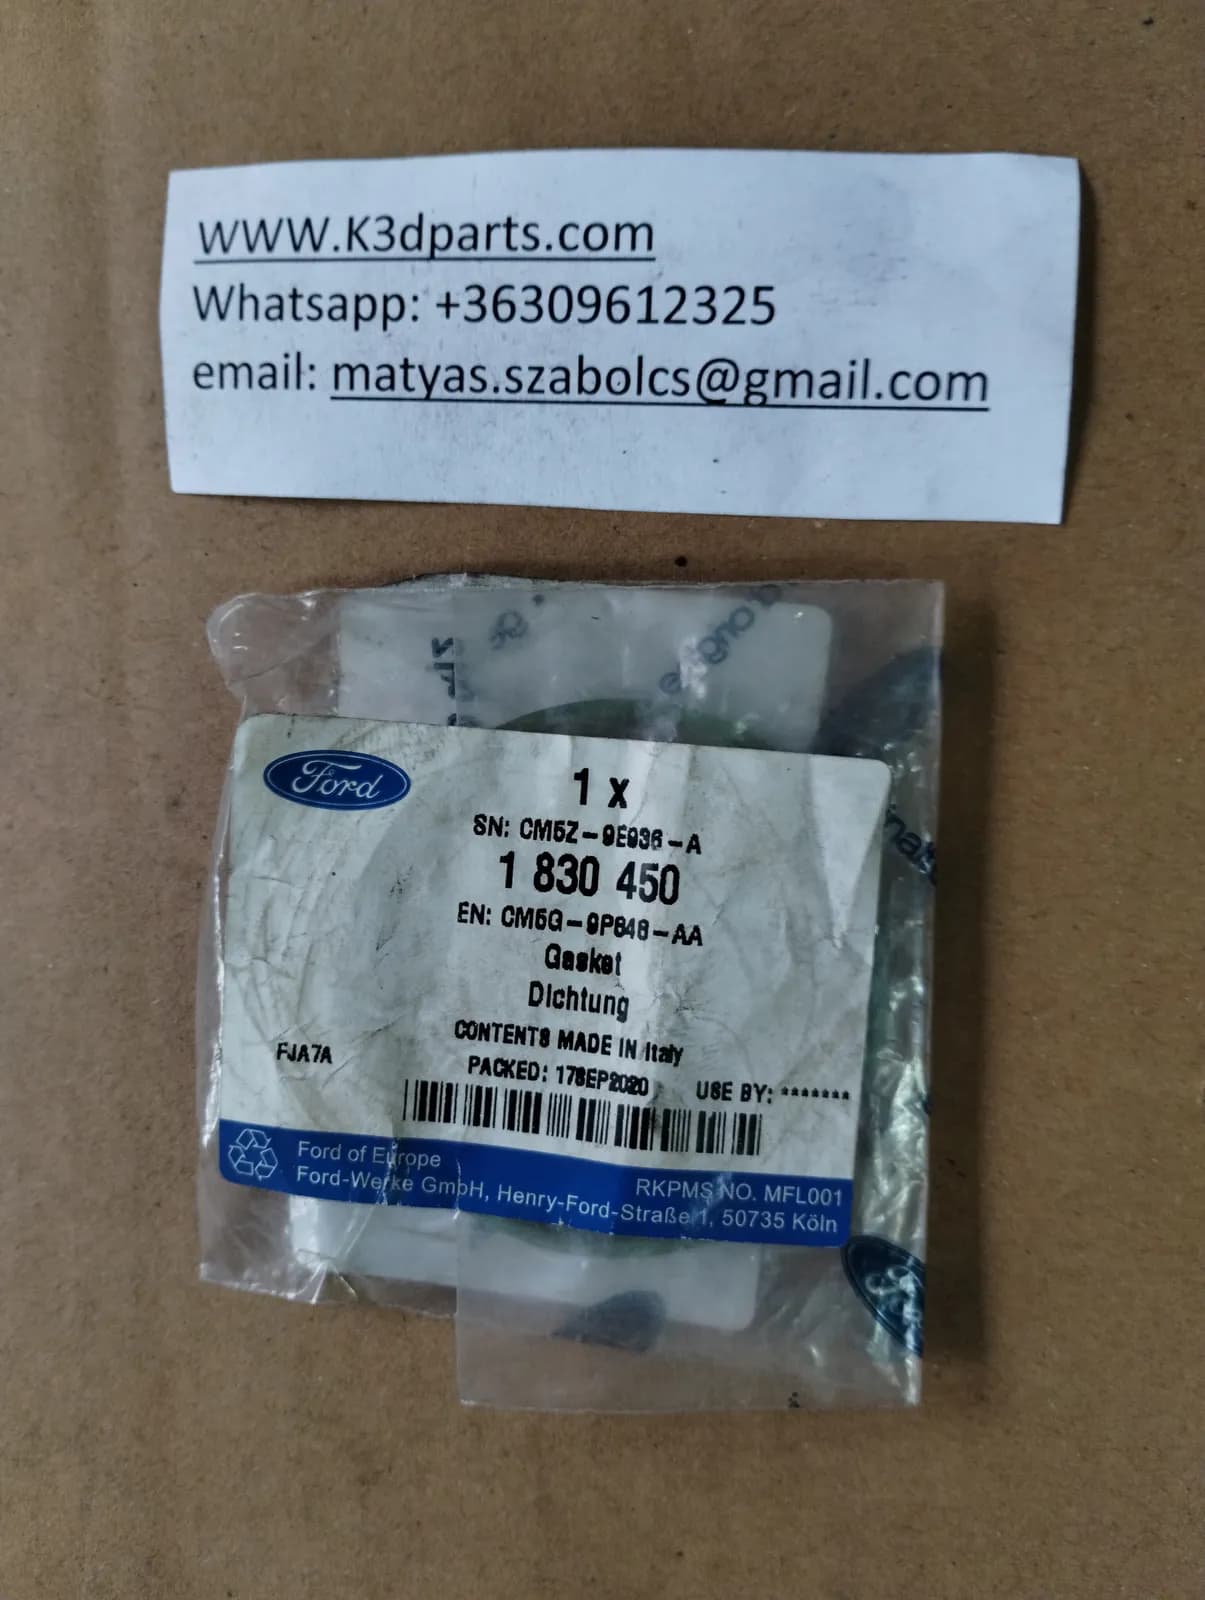 WWW.K3dparts.com
Whatsapp: +36309612325
email: matyas.szabolcs@gmail.com
Ford
1 x
SN: CM5Z-9E936-A
1 830 450
EN: CM5G-9P648-AA
Gasket
Dichtung
CONTENTS MADE IN Italy
FJA7A
PACKED: 17SEP2020
USE BY: *******
Ford of Europe
Ford-Werke GmbH, Henry-Ford-Straße 1, 50735 Köln
RKPMS NO. MFL001